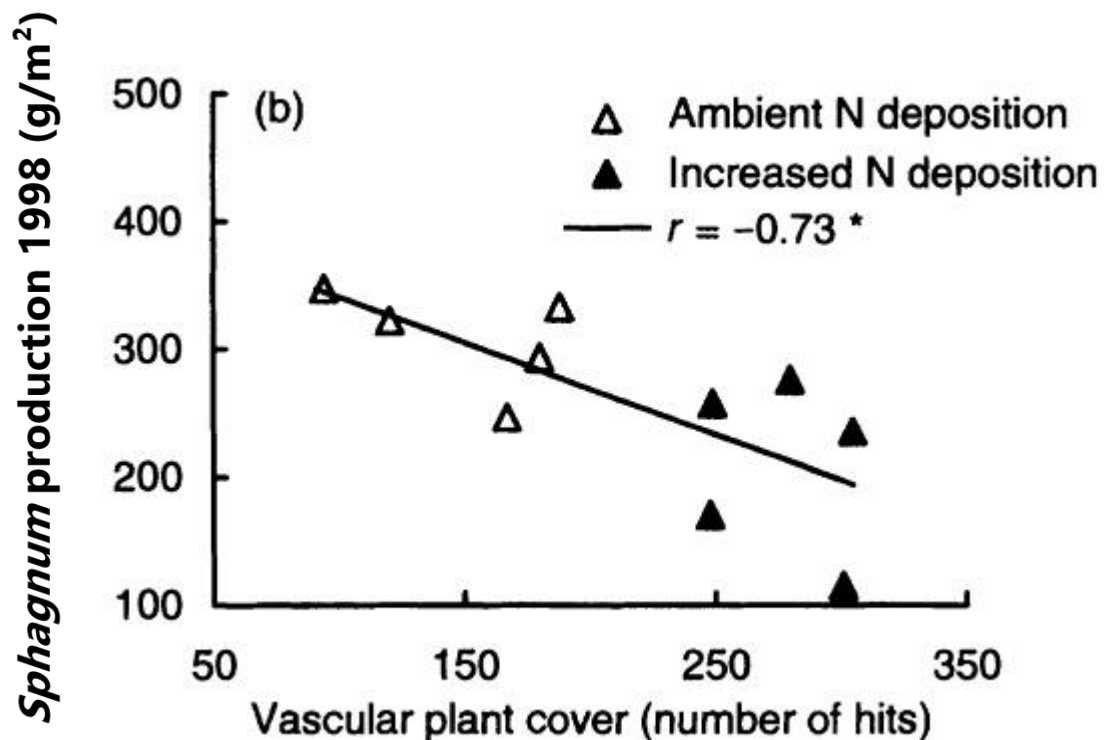 Sphagnum production 1998 (g/m²)
(b)
Ambient N deposition
Increased N deposition
r = −0.73 *
500
400
300
200
100
50 150 250 350
Vascular plant cover (number of hits)